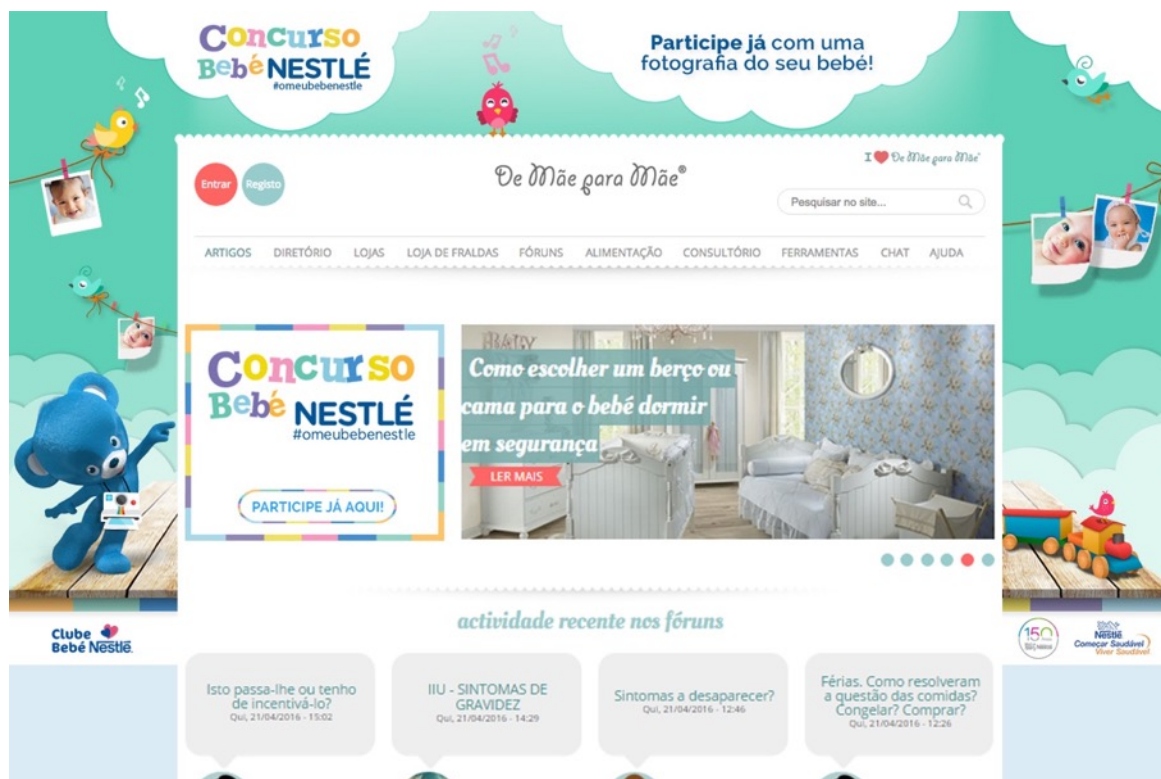 Concurso
Bebé NESTLÉ
#omeubebenestle
Participe já com uma
fotografia do seu bebé!
I De Mãe para Mãe®
Entrar
Registo
De Mãe para Mãe®
Pesquisar no site...
ARTIGOS DIRETÓRIO LOJAS LOJA DE FRALDAS FÓRUNS ALIMENTAÇÃO CONSULTÓRIO FERRAMENTAS CHAT AJUDA
Concurso
Bebé NESTLÉ
#omeubebenestle
PARTICIPE JÁ AQUI!
BABY
Como escolher um berço ou
cama para o bebé dormir
em segurança
LER MAIS
actividade recente nos fóruns
Clube
Bebé Nestlé.
150
Nestlé
Começar Saudável
Viver Saudável
Isto passa-lhe ou tenho
de incentivá-lo?
Qui, 21/04/2016 - 15:02
IIU - SINTOMAS DE
GRAVIDEZ
Qui, 21/04/2016 - 14:29
Sintomas a desaparecer?
Qui, 21/04/2016 - 12:46
Férias. Como resolveram
a questão das comidas?
Congelar? Comprar?
Qui, 21/04/2016 - 12:26